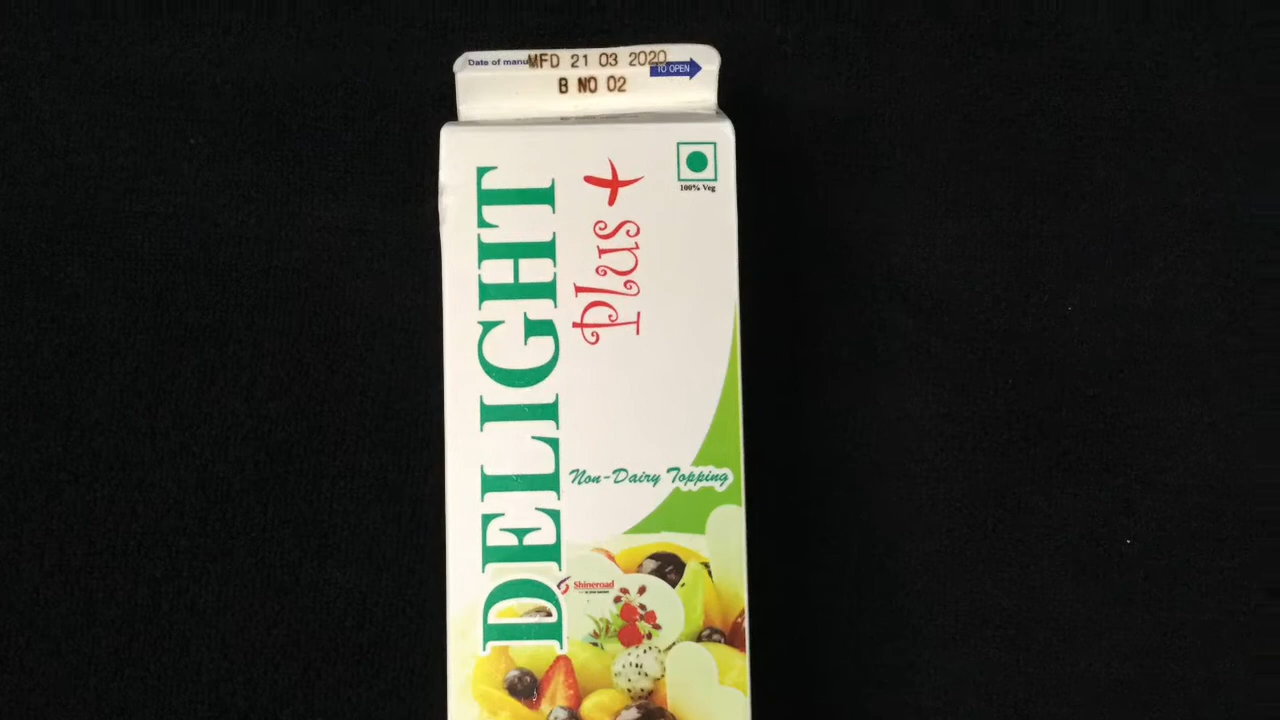 Date of manu
MFD 21 03 2020
TO OPEN
B NO 02
100% Veg
DELIGHT
Plus +
Non-Dairy Topping
Shineroad